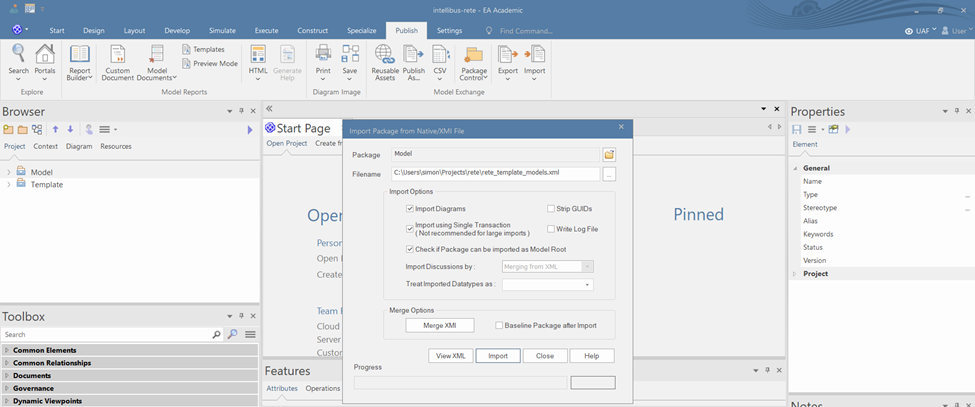 intellibus-rete - EA Academic
Start Design Layout Develop Simulate Execute Construct Specialize Publish Settings Find Command... UAF User
Search Portals Report Builder Custom Document Model Documents Templates Preview Mode HTML Generate Help Print Save Reusable Assets Publish As... CSV Package Control Export Import
Explore Model Reports Diagram Image Model Exchange
Browser
Project Context Diagram Resources
Model
Template
Toolbox
Search
Common Elements
Common Relationships
Documents
Governance
Dynamic Viewpoints
Start Page
Open Project Create fr
Open
Person
Open
Create
Team
Cloud
Server
Custom
Pinned
Features
Attributes Operations
Import Package from Native/XMI File
Package Model
Filename C:\Users\simon\Projects\rete\rete_template_models.xml ...
Import Options
Import Diagrams Strip GUIDs
Import using Single Transaction
( Not recommended for large imports ) Write Log File
Check if Package can be imported as Model Root
Import Discussions by : Merging from XML
Treat Imported Datatypes as :
Merge Options
Merge XMI Baseline Package after Import
View XML Import Close Help
Progress
Properties
Element
General
Name
Type ...
Stereotype ...
Alias
Keywords
Status
Version
Project
Notes